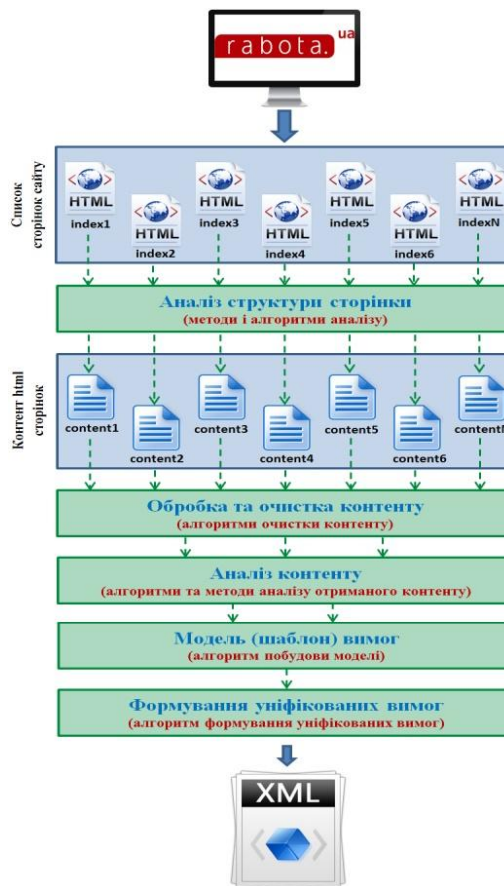 rabota.ua
Список
сторінок сайту
HTML HTML HTML HTML HTML HTML HTML
index1 index2 index3 index4 index5 index6 indexN
Аналіз структури сторінки
(методи і алгоритми аналізу)
Контент html
сторінок
content1 content2 content3 content4 content5 content6 contentN
Обробка та очистка контенту
(алгоритми очистки контенту)
Аналіз контенту
(алгоритми та методи аналізу отриманого контенту)
Модель (шаблон) вимог
(алгоритм побудови моделі)
Формування уніфікованих вимог
(алгоритм формування уніфікованих вимог)
XML